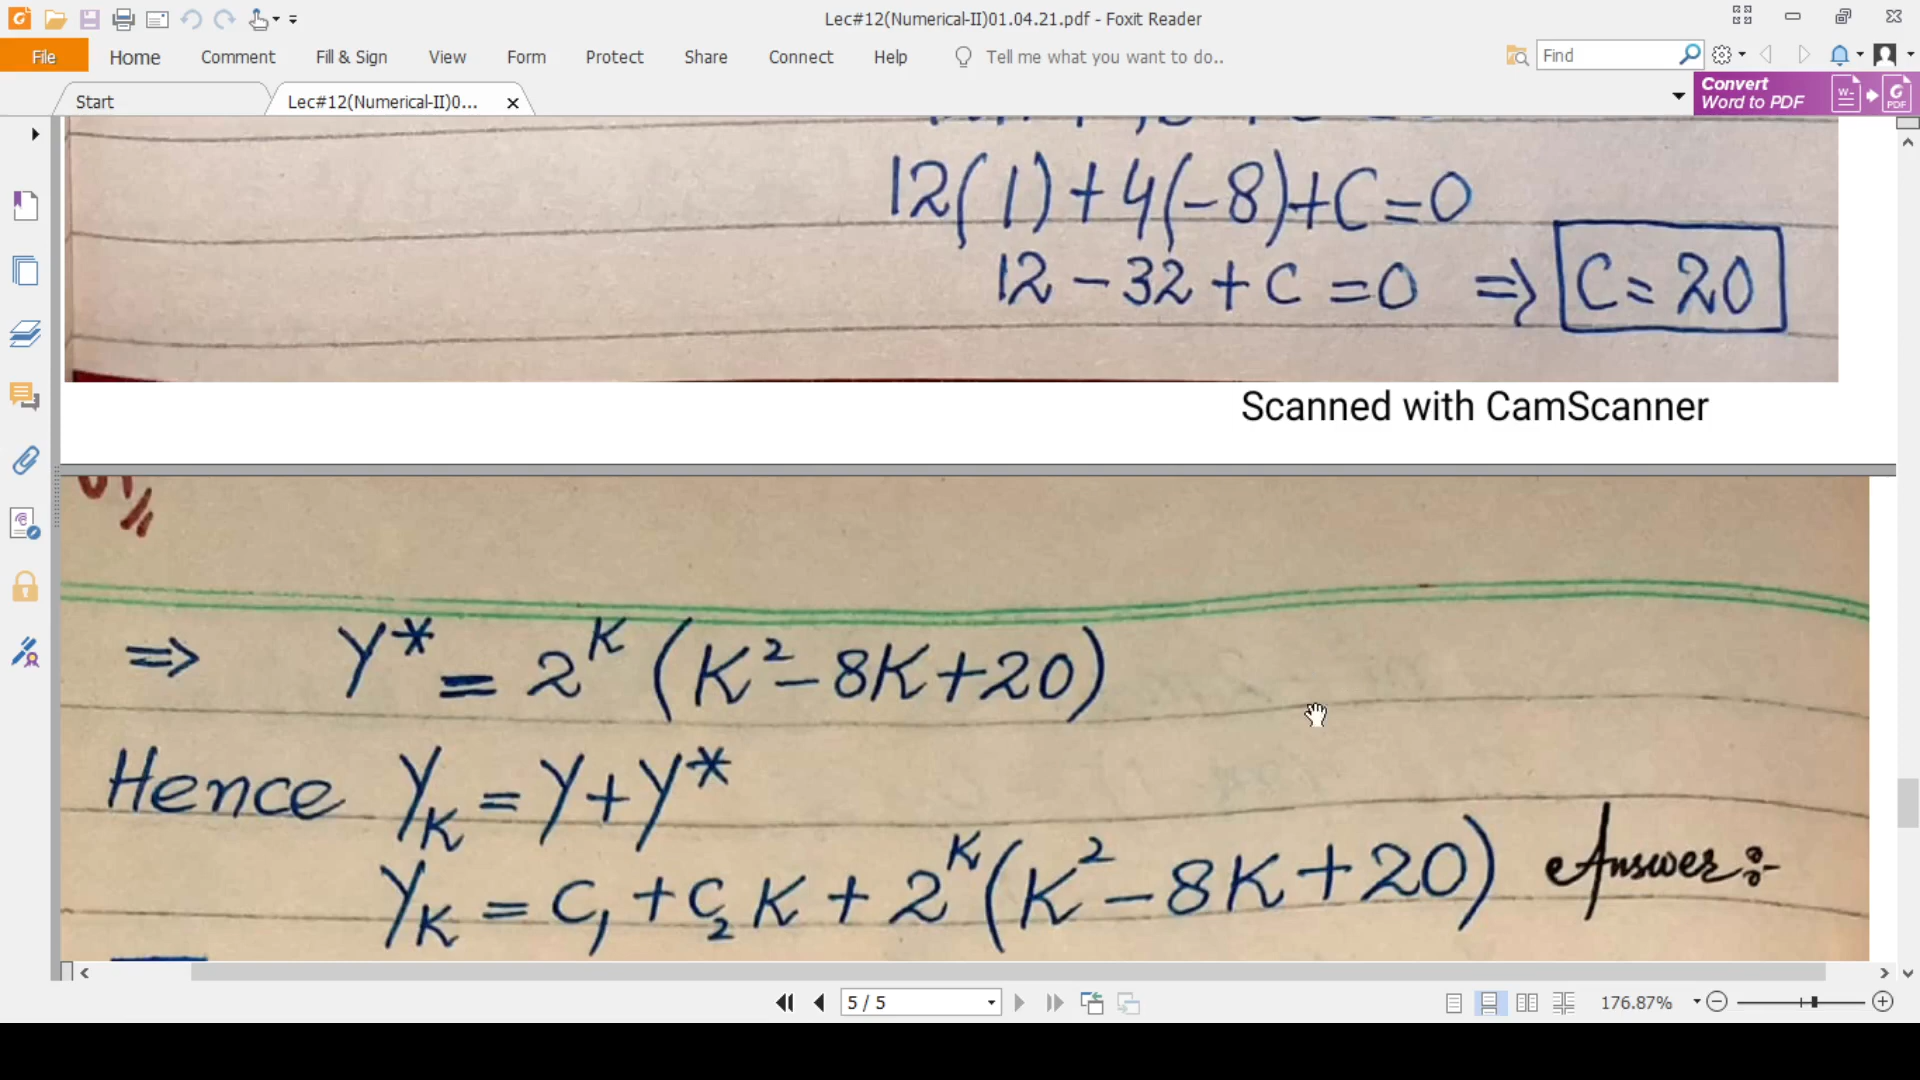 Lec#12(Numerical-II)01.04.21.pdf - Foxit Reader
File Home Comment Fill & Sign View Form Protect Share Connect Help Tell me what you want to do.. Find
Start Lec#12(Numerical-II)0... Convert
Word to PDF
12(1)+4(-8)+C=0
12-32+C=0 => C=20
Scanned with CamScanner
=> Y* = 2^K (K²-8K+20)
Hence Y_K = Y+Y*
Y_K = C₁+C₂K+2^K(K²-8K+20) Answer:-
5 / 5 176.87%